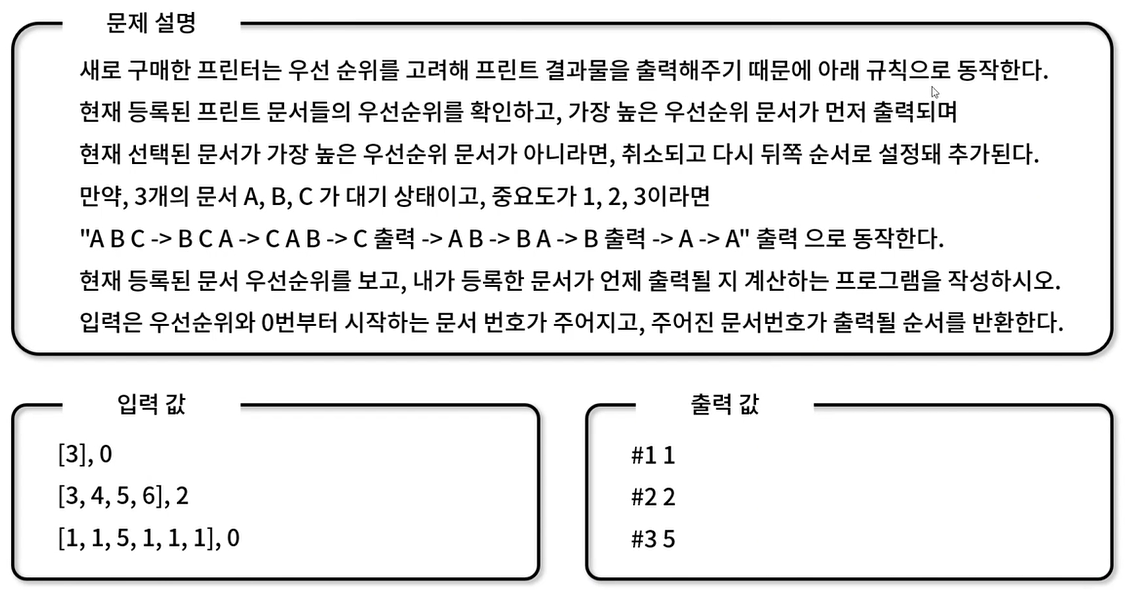 문제 설명
새로 구매한 프린터는 우선 순위를 고려해 프린트 결과물을 출력해주기 때문에 아래 규칙으로 동작한다.
현재 등록된 프린트 문서들의 우선순위를 확인하고, 가장 높은 우선순위 문서가 먼저 출력되며
현재 선택된 문서가 가장 높은 우선순위 문서가 아니라면, 취소되고 다시 뒤쪽 순서로 설정돼 추가된다.
만약, 3개의 문서 A, B, C 가 대기 상태이고, 중요도가 1, 2, 3이라면
"A B C -> B C A -> C A B -> C 출력 -> A B -> B A -> B 출력 -> A -> A" 출력 으로 동작한다.
현재 등록된 문서 우선순위를 보고, 내가 등록한 문서가 언제 출력될 지 계산하는 프로그램을 작성하시오.
입력은 우선순위와 0번부터 시작하는 문서 번호가 주어지고, 주어진 문서번호가 출력될 순서를 반환한다.
입력 값
[3], 0
[3, 4, 5, 6], 2
[1, 1, 5, 1, 1, 1], 0
출력 값
#1 1
#2 2
#3 5